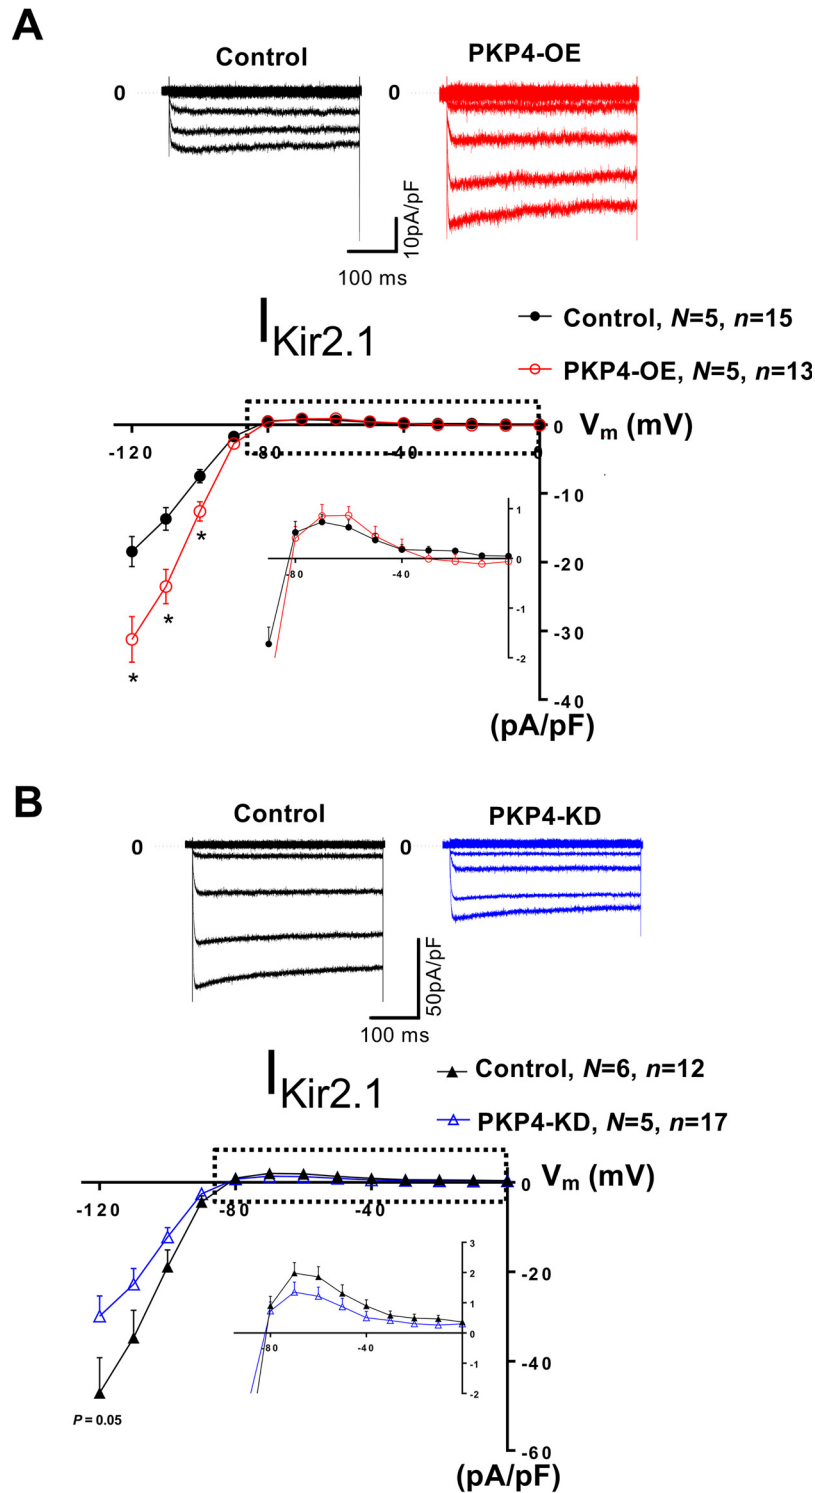 A
Control
PKP4-OE
0
0
10pA/pF
100 ms
I Kir2.1
Control, N=5, n=15
PKP4-OE, N=5, n=13
-120
-80
-40
0
0
Vm (mV)
-10
-20
-30
-40
(pA/pF)
1
0
-1
-2
-80
-40
*
*
*
B
Control
PKP4-KD
0
0
50pA/pF
100 ms
I Kir2.1
Control, N=6, n=12
PKP4-KD, N=5, n=17
-120
-80
-40
0
Vm (mV)
-20
-40
-60
(pA/pF)
3
2
1
0
-1
-2
-80
-40
P = 0.05